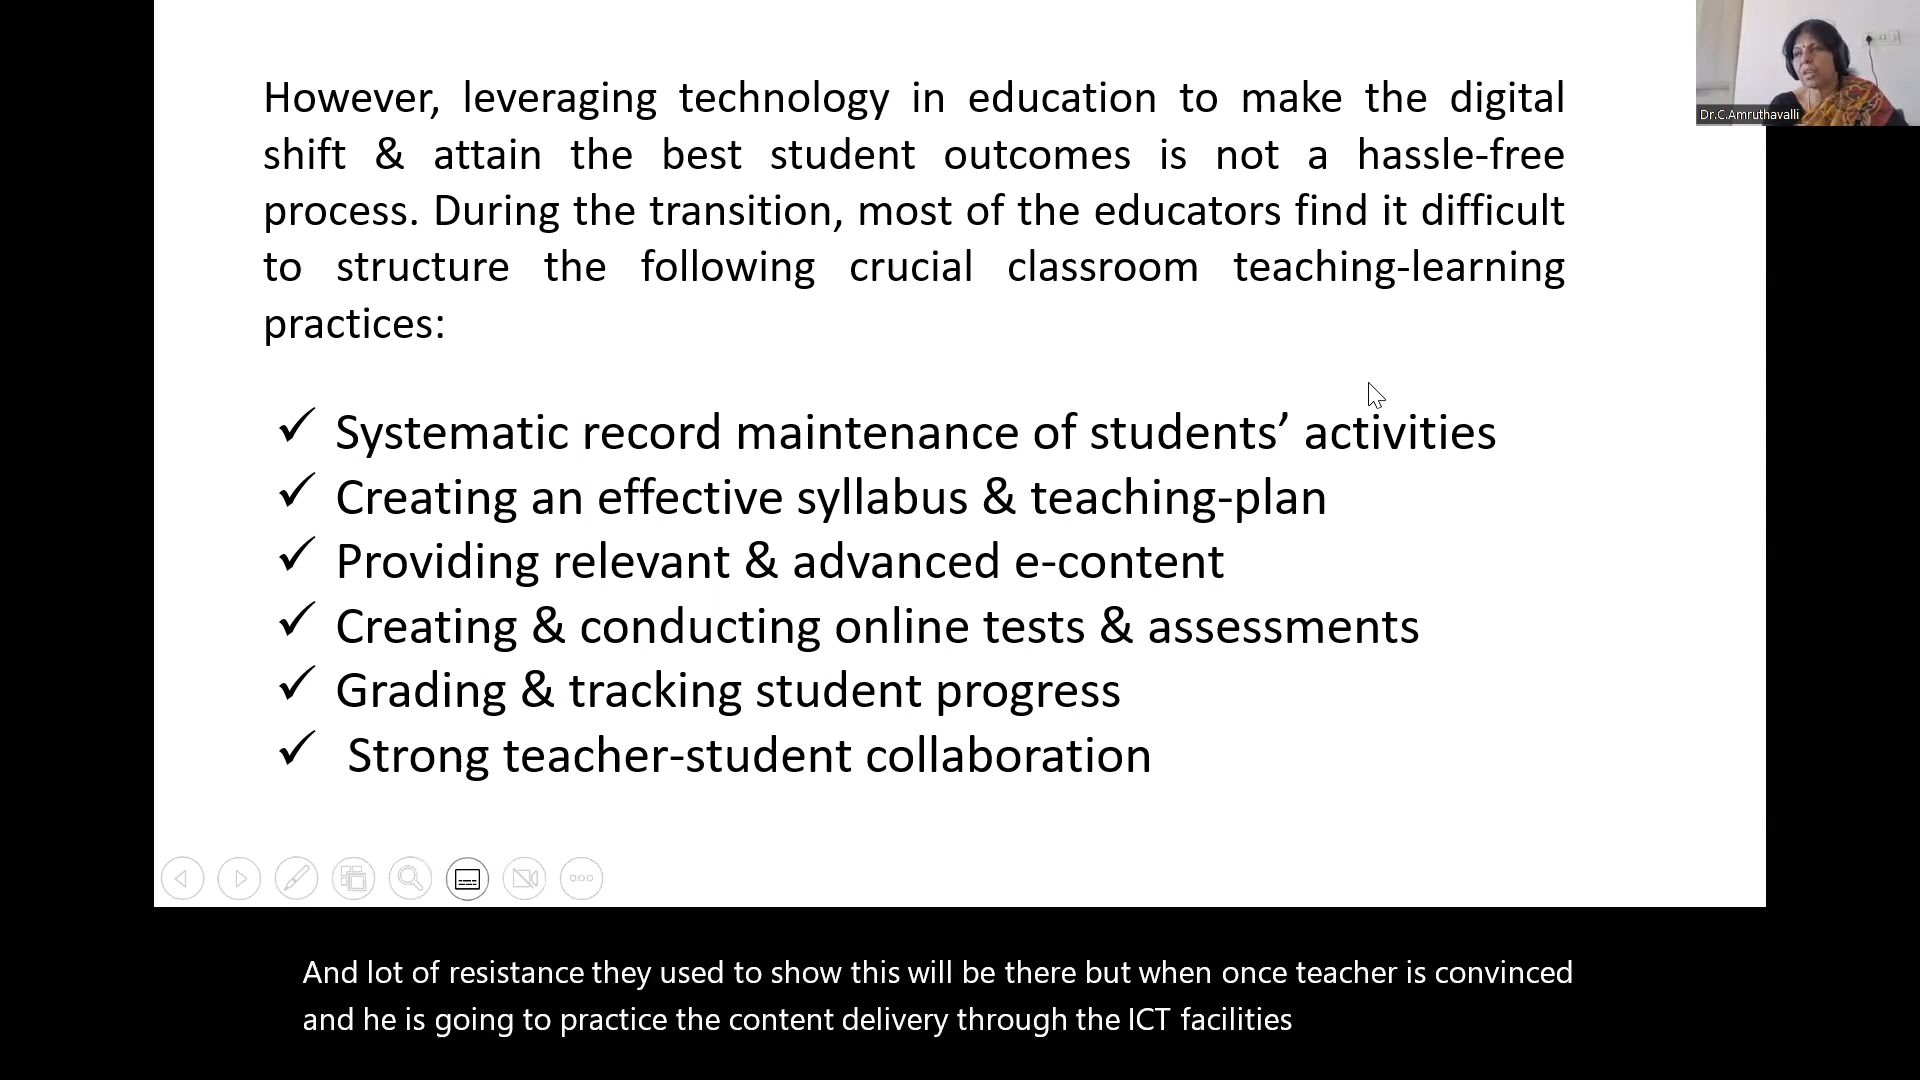 However, leveraging technology in education to make the digital
shift & attain the best student outcomes is not a hassle-free
process. During the transition, most of the educators find it difficult
to structure the following crucial classroom teaching-learning
practices:
✓ Systematic record maintenance of students’ activities
✓ Creating an effective syllabus & teaching-plan
✓ Providing relevant & advanced e-content
✓ Creating & conducting online tests & assessments
✓ Grading & tracking student progress
✓ Strong teacher-student collaboration
Dr.C.Amruthavalli
And lot of resistance they used to show this will be there but when once teacher is convinced
and he is going to practice the content delivery through the ICT facilities